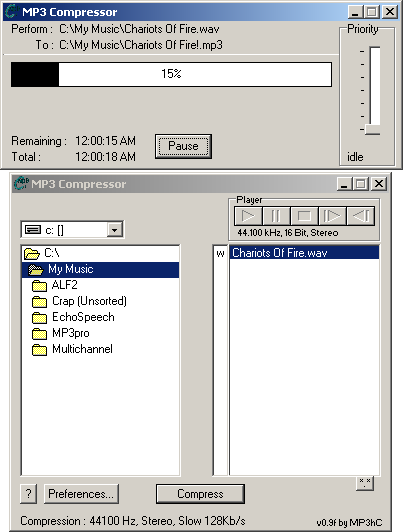 MP3 Compressor
Perform : C:\My Music\Chariots Of Fire.wav
To : C:\My Music\Chariots Of Fire!.mp3
Priority
15%
Remaining : 12:00:15 AM
Total : 12:00:18 AM
Pause
idle
MP3 Compressor
Player
c: []
44.100 kHz, 16 Bit, Stereo
C:\
My Music
ALF2
Crap (Unsorted)
EchoSpeech
MP3pro
Multichannel
w Chariots Of Fire.wav
? Preferences... Compress
*.*
v0.9f by MP3hC
Compression : 44100 Hz, Stereo, Slow 128Kb/s